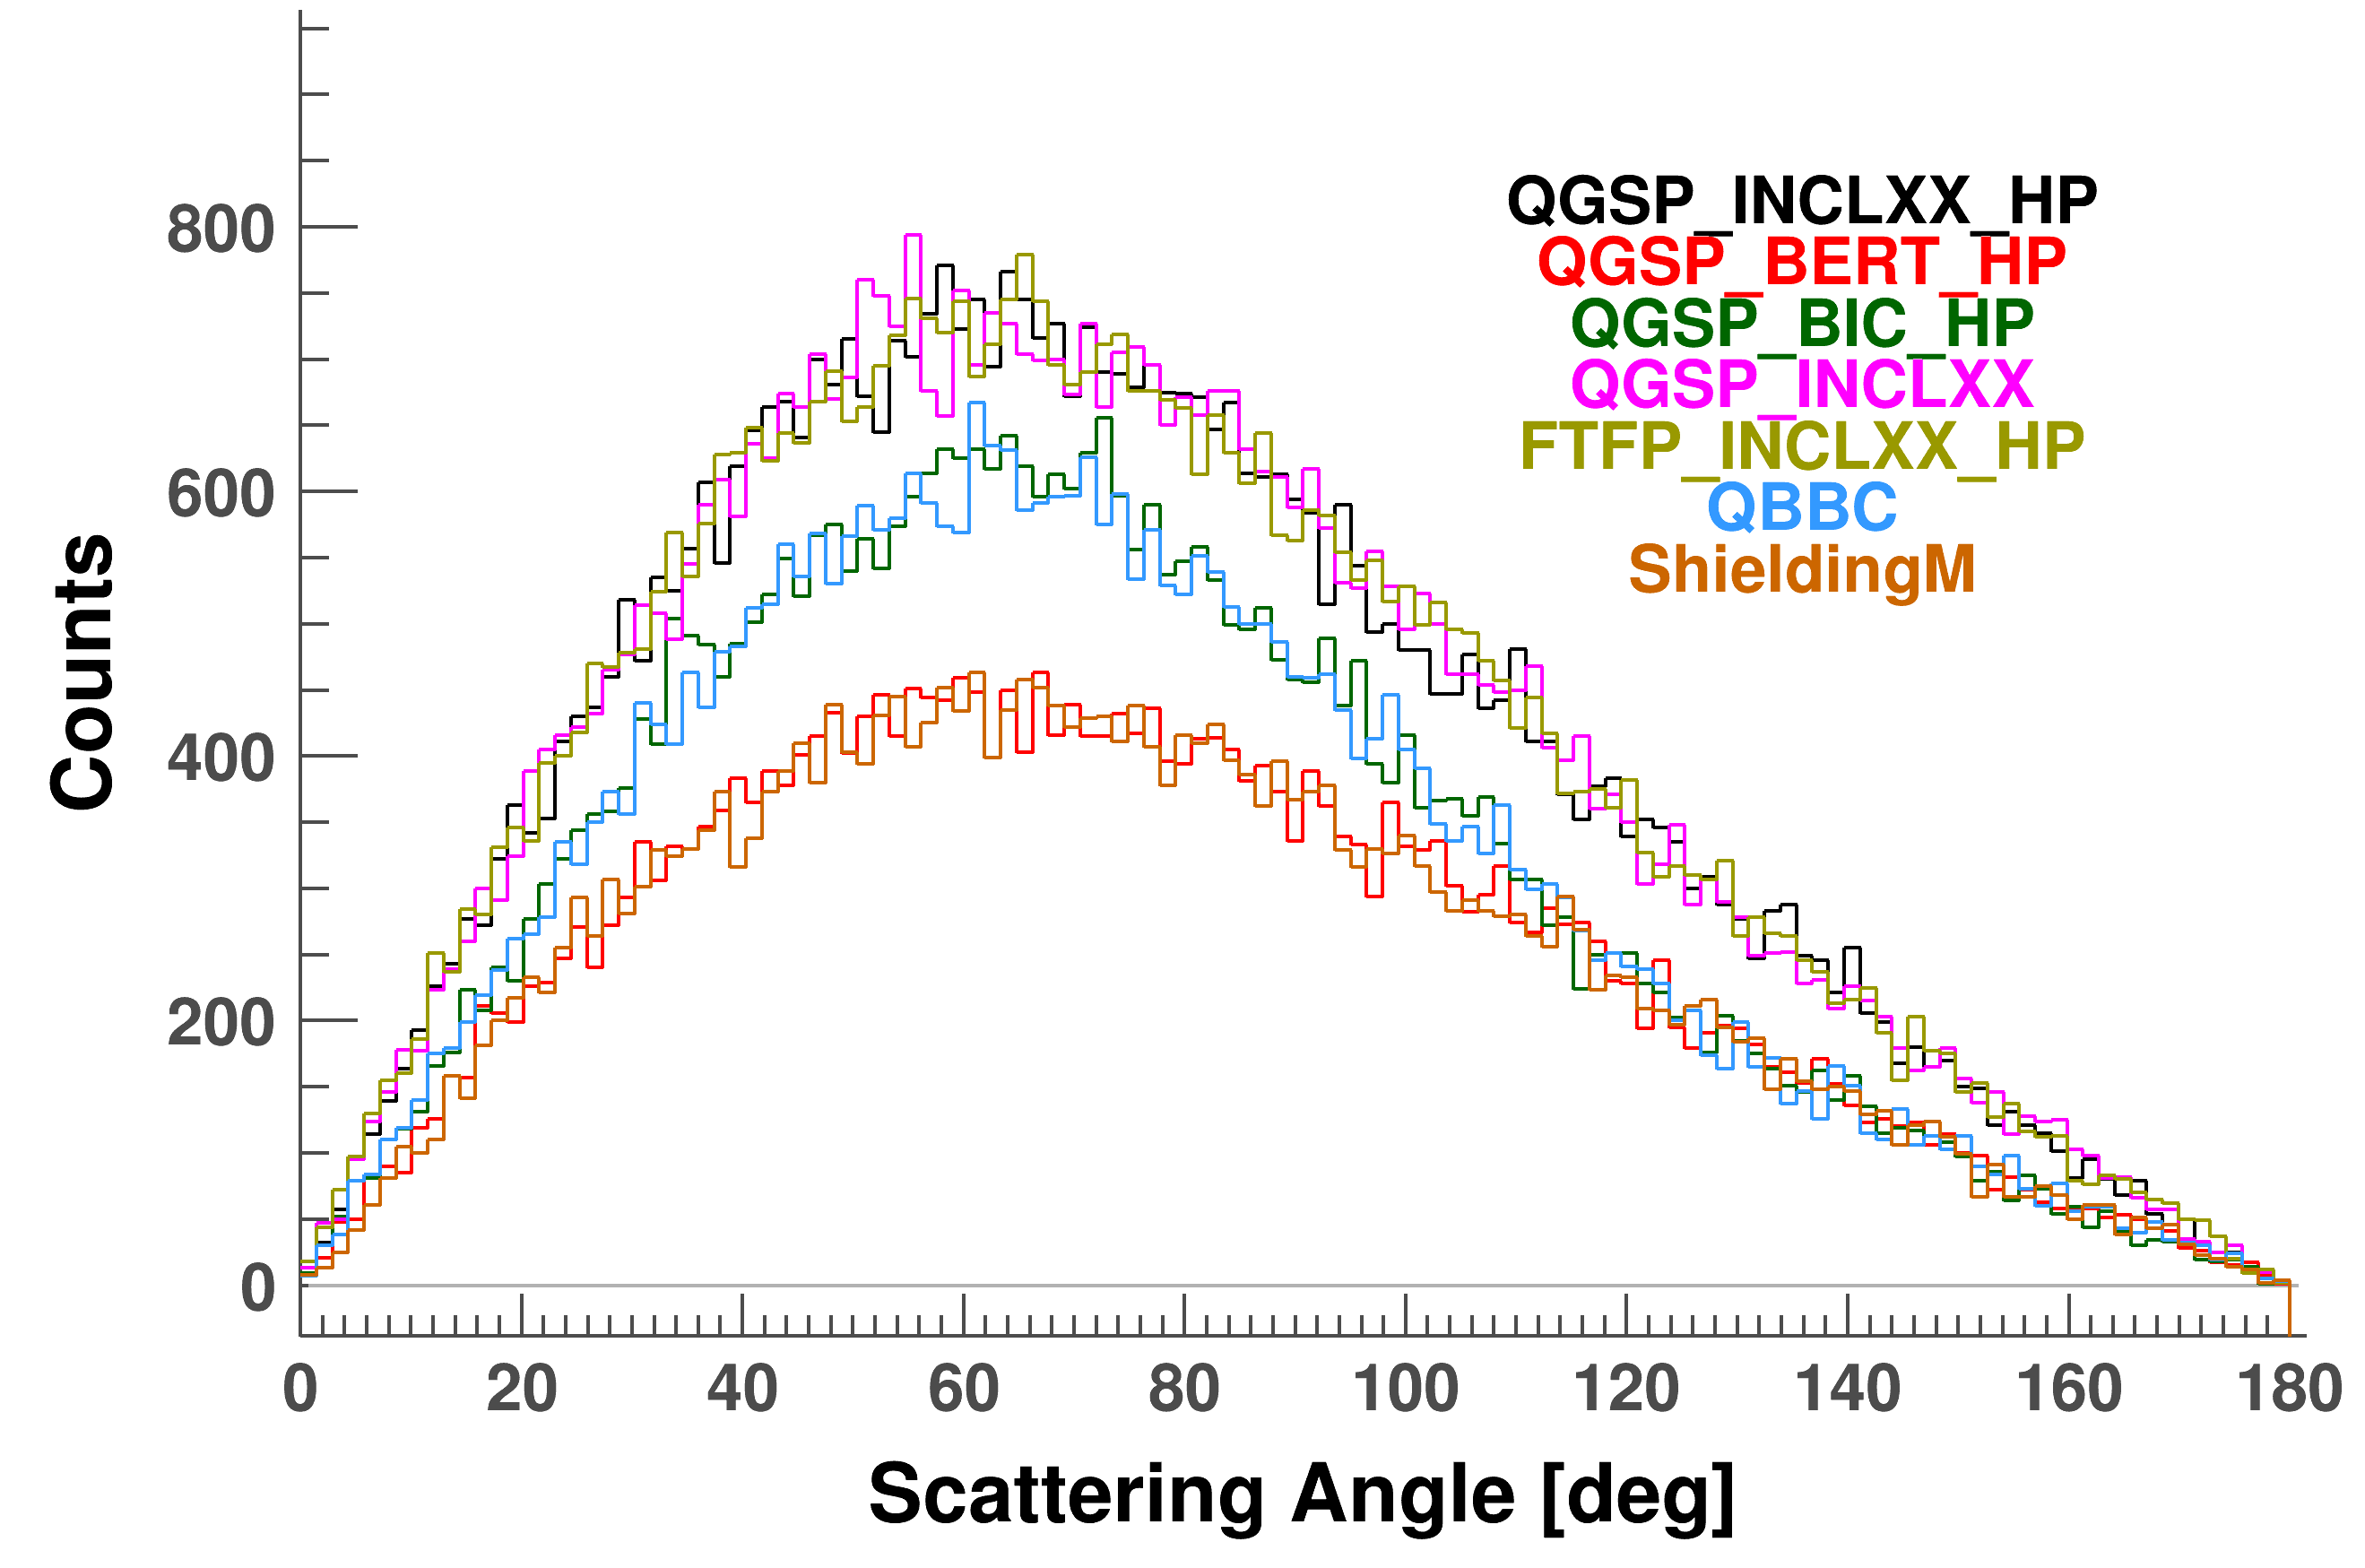 800
600
400
200
0
Counts
QGSP_INCLXX_HP
QGSP_BERT_HP
QGSP_BIC_HP
QGSP_INCLXX
FTFP_INCLXX_HP
QBBC
ShieldingM
0 20 40 60 80 100 120 140 160 180
Scattering Angle [deg]